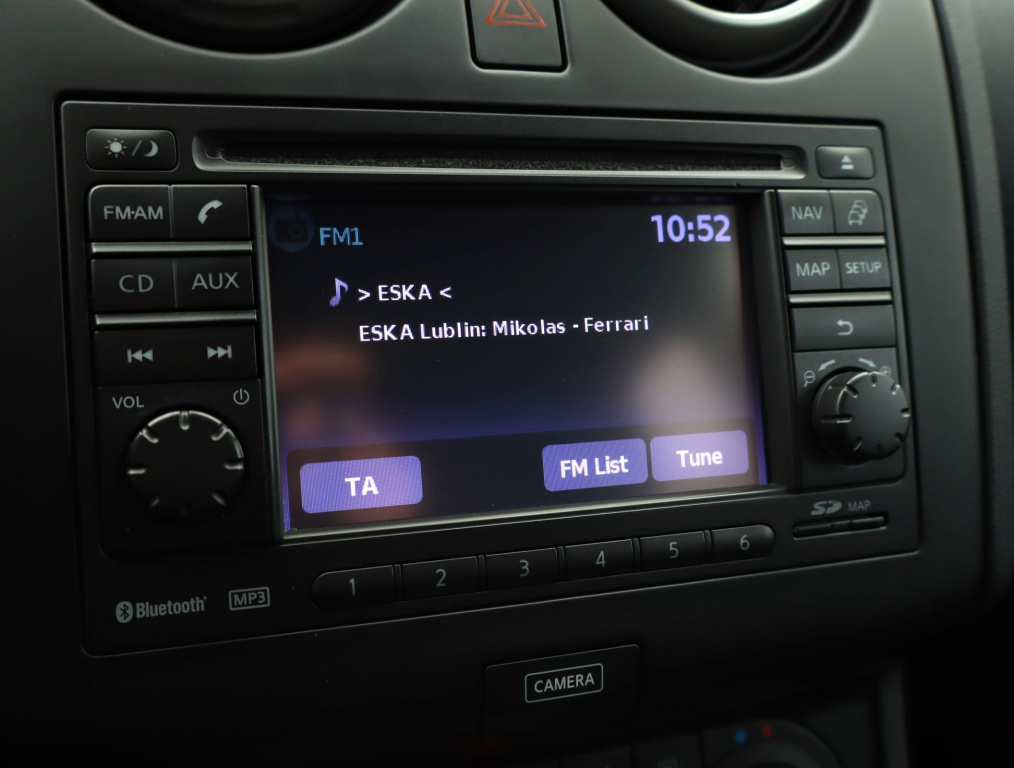 FM·AM
CD AUX
VOL
FM1 10:52
> ESKA <
ESKA Lublin: Mikolas - Ferrari
TA FM List Tune
NAV
MAP SETUP
SD MAP
1 2 3 4 5 6
Bluetooth MP3
CAMERA